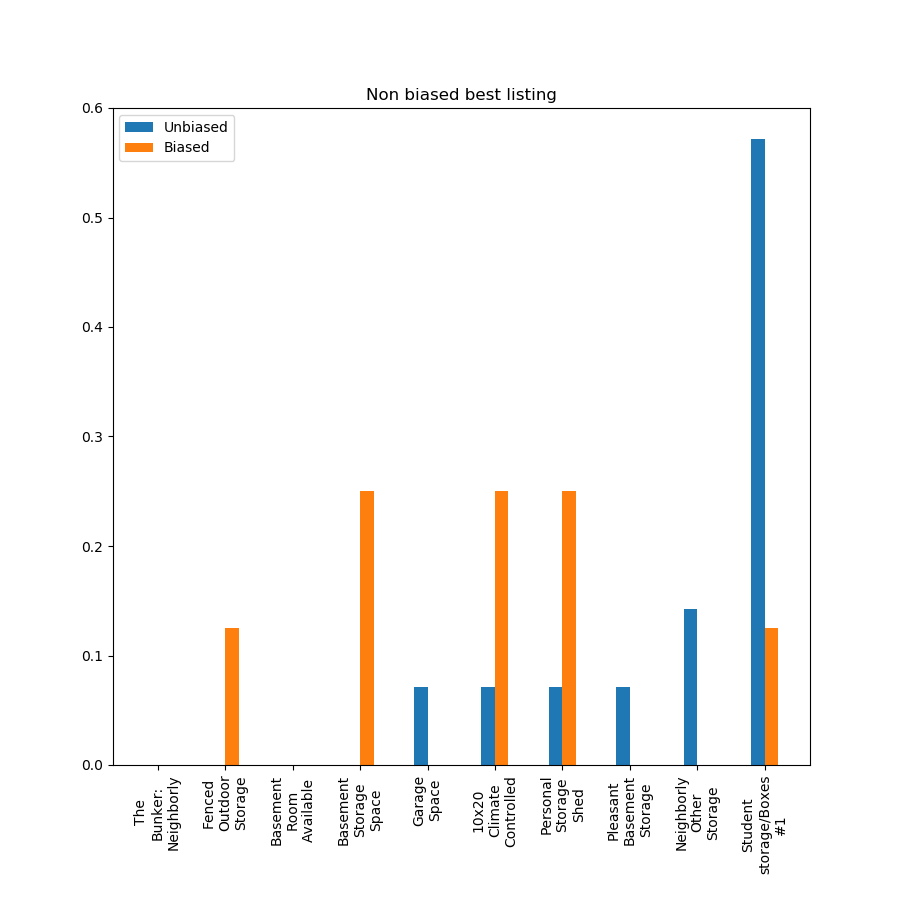 Non biased best listing
Unbiased
Biased
0.6
0.5
0.4
0.3
0.2
0.1
0.0
The
Bunker:
Neighborly
Fenced
Outdoor
Storage
Basement
Room
Available
Basement
Storage
Space
Garage
Space
10x20
Climate
Controlled
Personal
Storage
Shed
Pleasant
Basement
Storage
Neighborly
Other
Storage
Student
storage/Boxes
#1